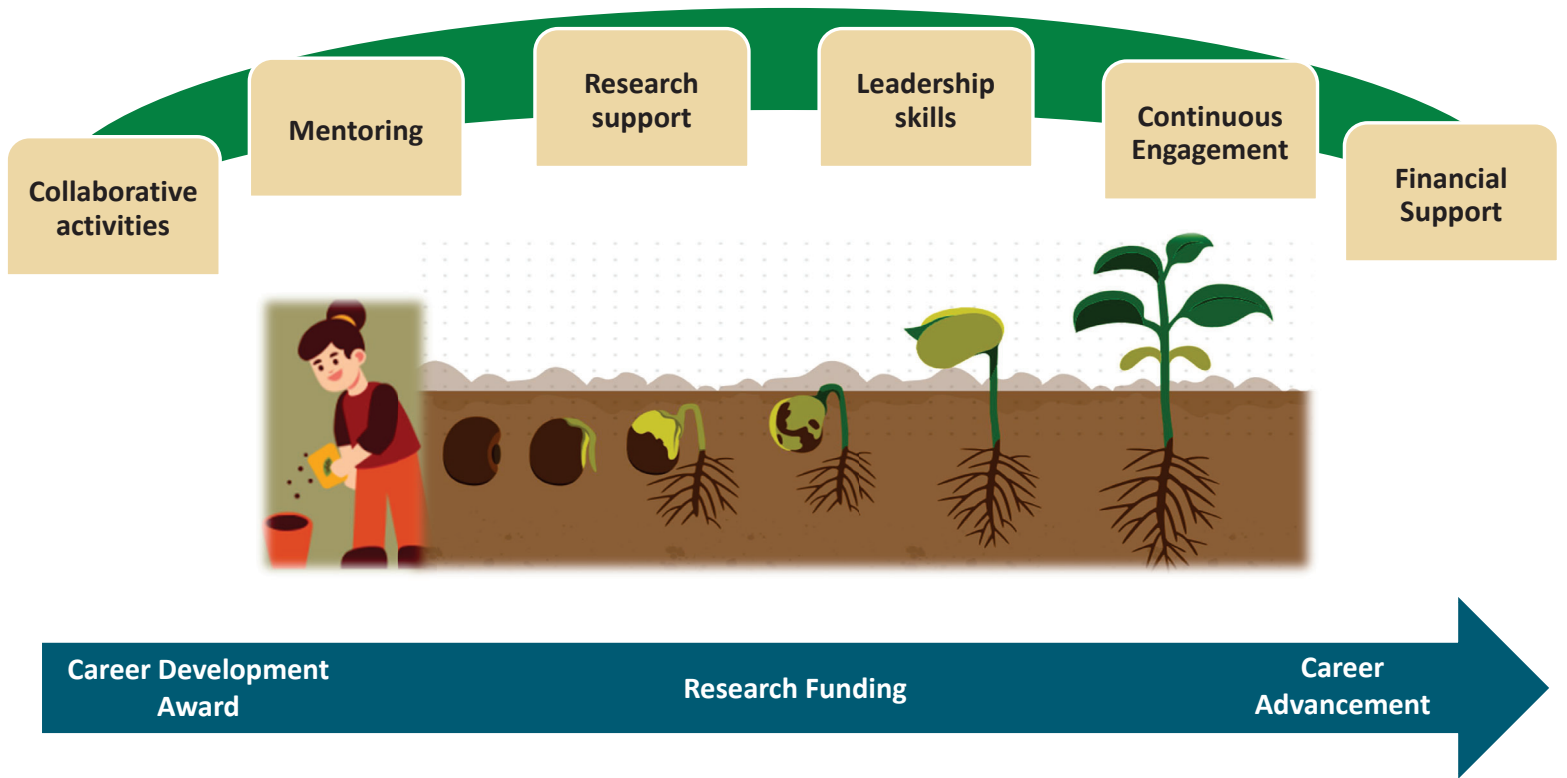 Collaborative
activities
Mentoring
Research
support
Leadership
skills
Continuous
Engagement
Financial
Support
Career Development
Award
Research Funding
Career
Advancement